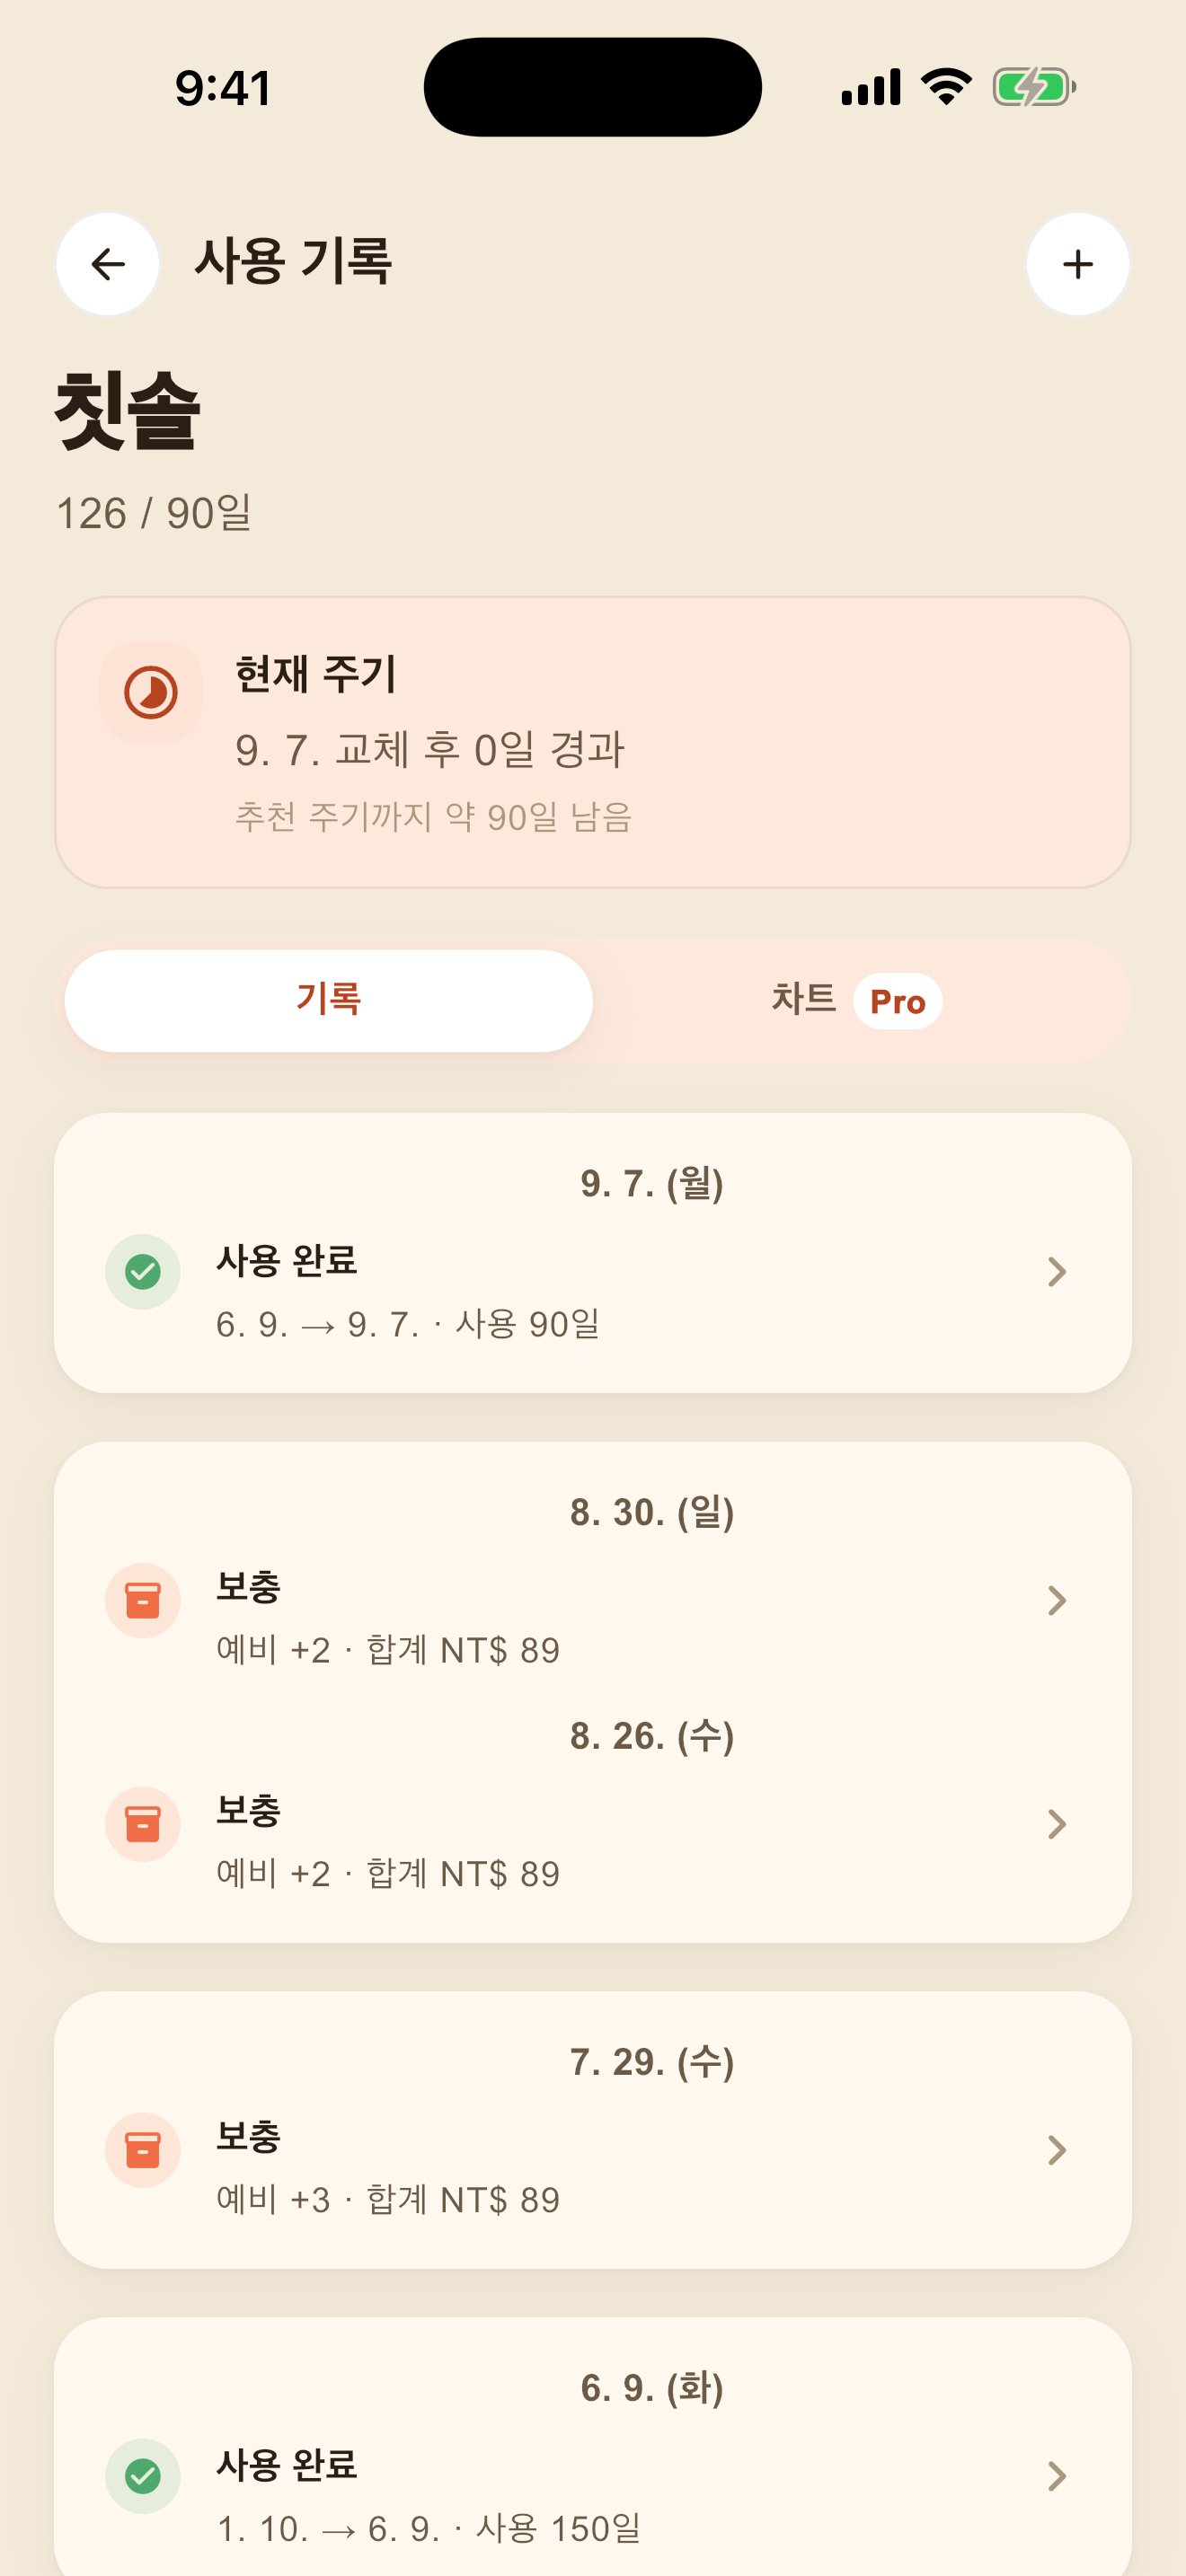 9:41
사용 기록
칫솔
126 / 90일
현재 주기
9. 7. 교체 후 0일 경과
추천 주기까지 약 90일 남음
기록
차트 Pro
9. 7. (월)
사용 완료
6. 9. → 9. 7. · 사용 90일
8. 30. (일)
보충
예비 +2 · 합계 NT$ 89
8. 26. (수)
보충
예비 +2 · 합계 NT$ 89
7. 29. (수)
보충
예비 +3 · 합계 NT$ 89
6. 9. (화)
사용 완료
1. 10. → 6. 9. · 사용 150일